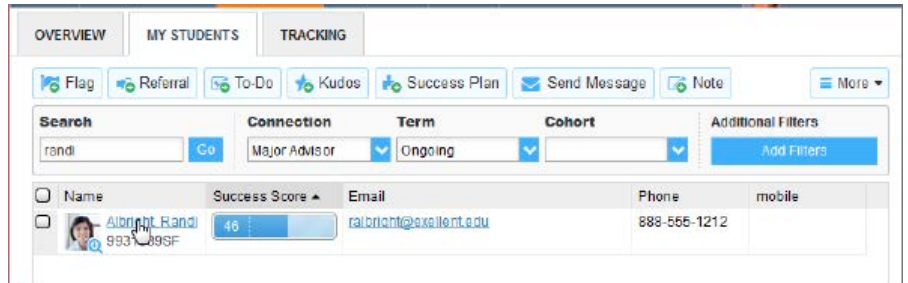 OVERVIEW MY STUDENTS TRACKING
Flag Referral To-Do Kudos Success Plan Send Message Note More
Search Connection Term Cohort Additional Filters
randi Go Major Advisor Ongoing Add Filters
Name Success Score Email Phone mobile
Albright, Randi 46 ralbright@exellent.edu 888-555-1212